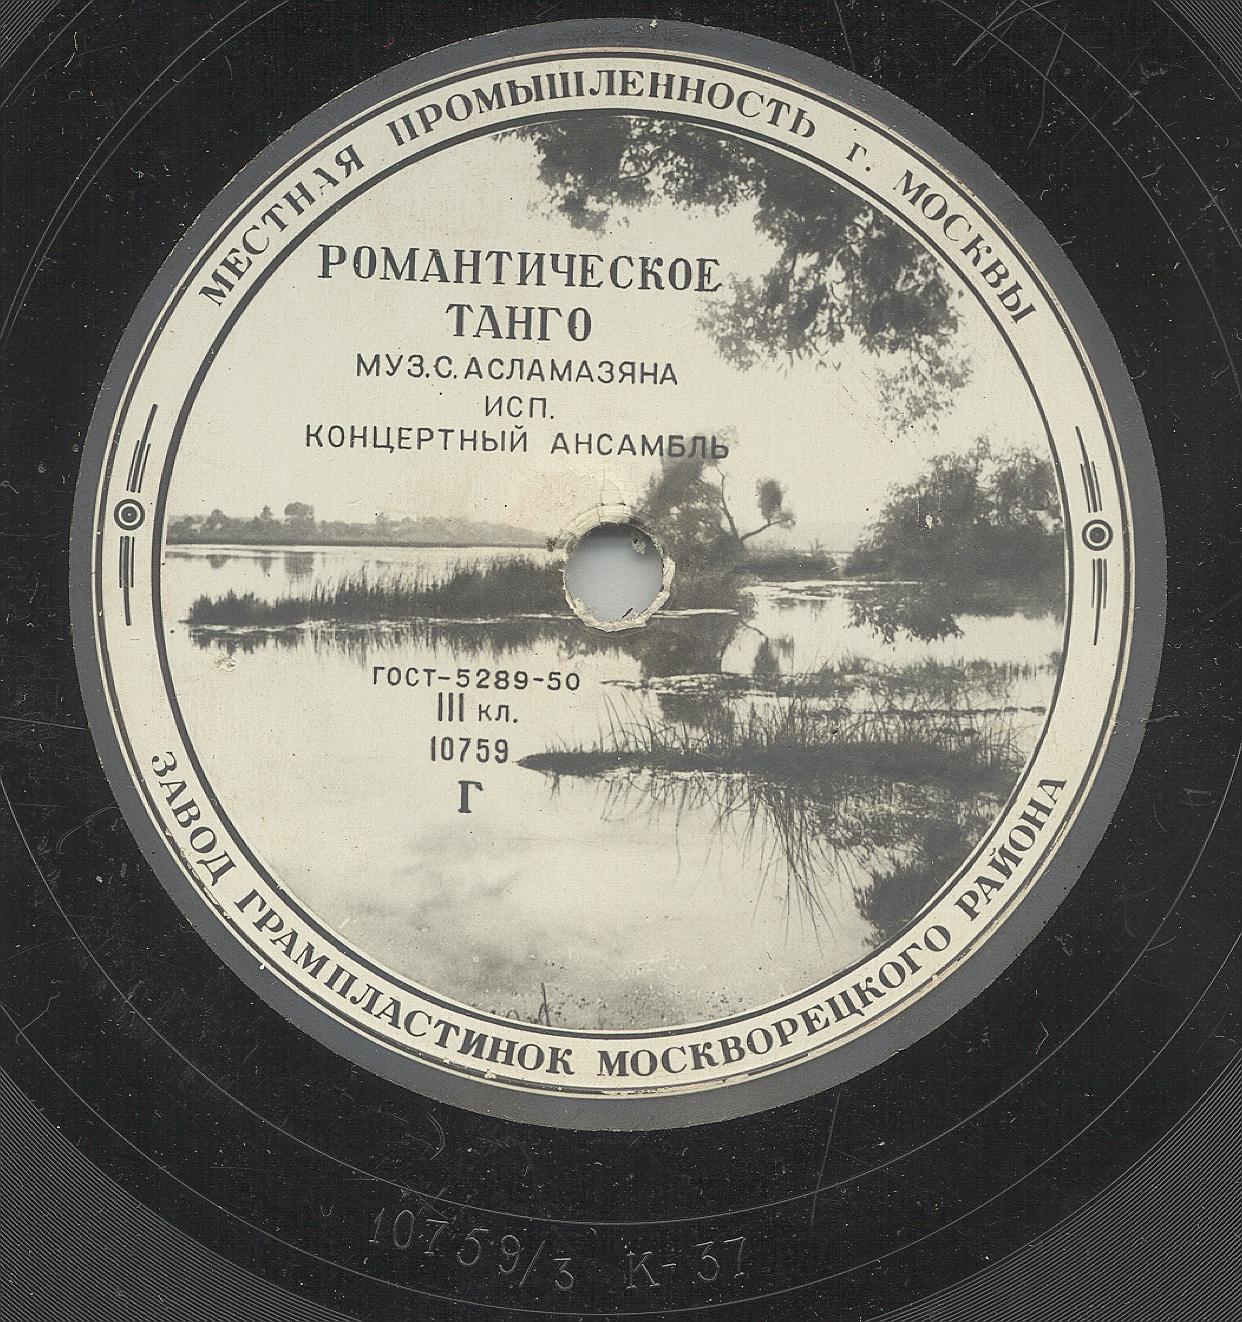 МЕСТНАЯ ПРОМЫШЛЕННОСТЬ г. МОСКВЫ
РОМАНТИЧЕСКОЕ
ТАНГО
МУЗ.С.АСЛАМАЗЯНА
ИСП.
КОНЦЕРТНЫЙ АНСАМБЛЬ
ГОСТ-5289-50
III кл.
10759
Г
ЗАВОД ГРАМПЛАСТИНОК МОСКВОРЕЦКОГО РАЙОНА
10759/3 К-37